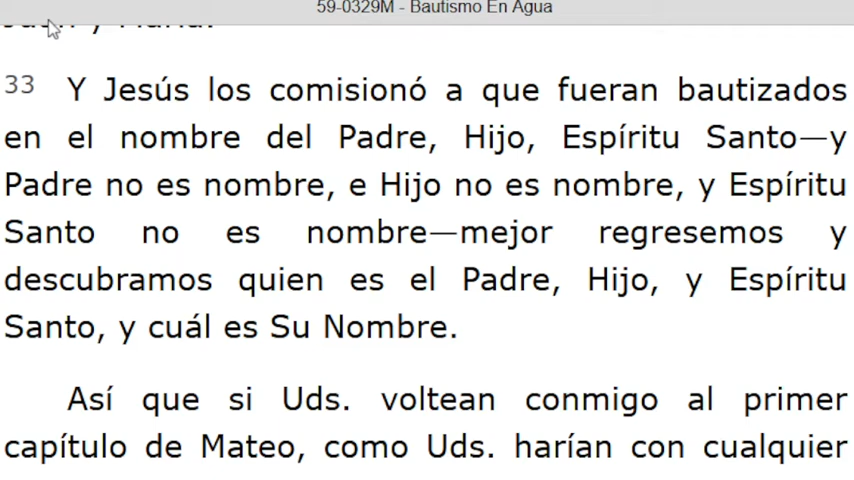 59-0329M - Bautismo En Agua
33 Y Jesús los comisionó a que fueran bautizados
en el nombre del Padre, Hijo, Espíritu Santo—y
Padre no es nombre, e Hijo no es nombre, y Espíritu
Santo no es nombre—mejor regresemos y
descubramos quien es el Padre, Hijo, y Espíritu
Santo, y cuál es Su Nombre.
Así que si Uds. voltean conmigo al primer
capítulo de Mateo, como Uds. harían con cualquier